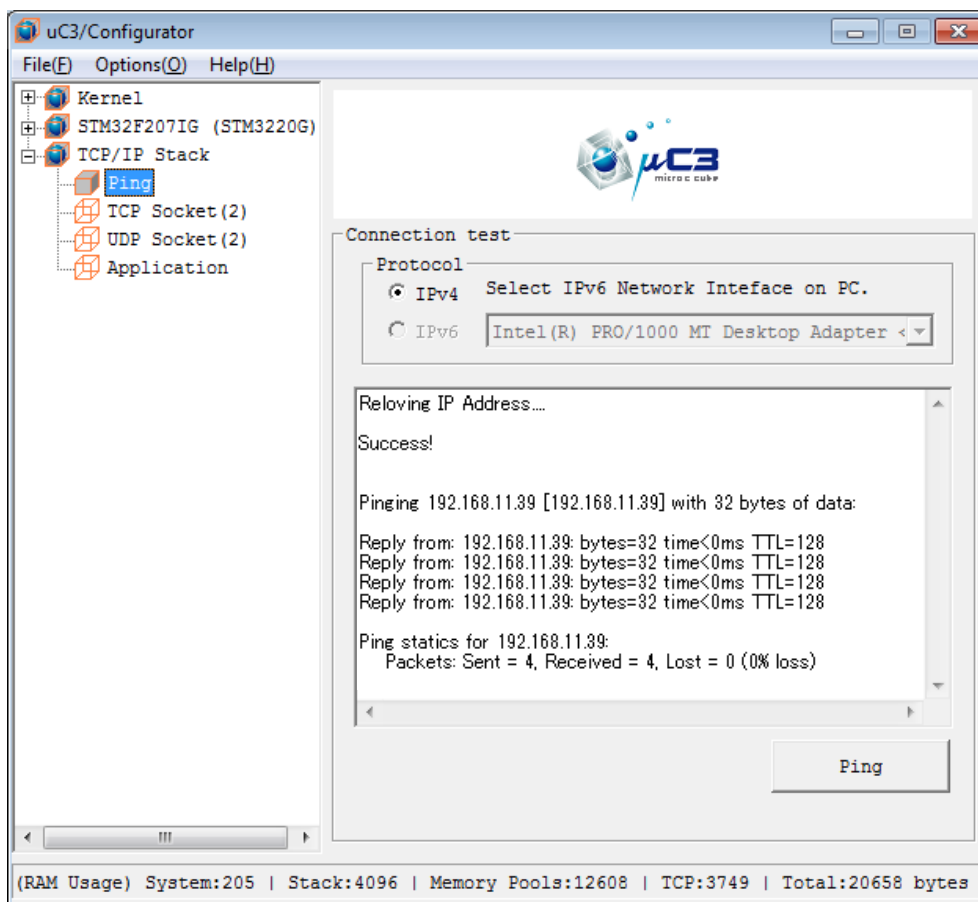 uC3/Configurator
File(F) Options(O) Help(H)
Kernel
STM32F207IG (STM3220G)
TCP/IP Stack
Ping
TCP Socket(2)
UDP Socket(2)
Application
μC3
micro c cube
Connection test
Protocol
IPv4
Select IPv6 Network Inteface on PC.
IPv6
Intel(R) PRO/1000 MT Desktop Adapter <
Reloving IP Address....
Success!
Pinging 192.168.11.39 [192.168.11.39] with 32 bytes of data:
Reply from: 192.168.11.39: bytes=32 time<0ms TTL=128
Reply from: 192.168.11.39: bytes=32 time<0ms TTL=128
Reply from: 192.168.11.39: bytes=32 time<0ms TTL=128
Reply from: 192.168.11.39: bytes=32 time<0ms TTL=128
Ping statics for 192.168.11.39:
Packets: Sent = 4, Received = 4, Lost = 0 (0% loss)
Ping
(RAM Usage) System:205 | Stack:4096 | Memory Pools:12608 | TCP:3749 | Total:20658 bytes